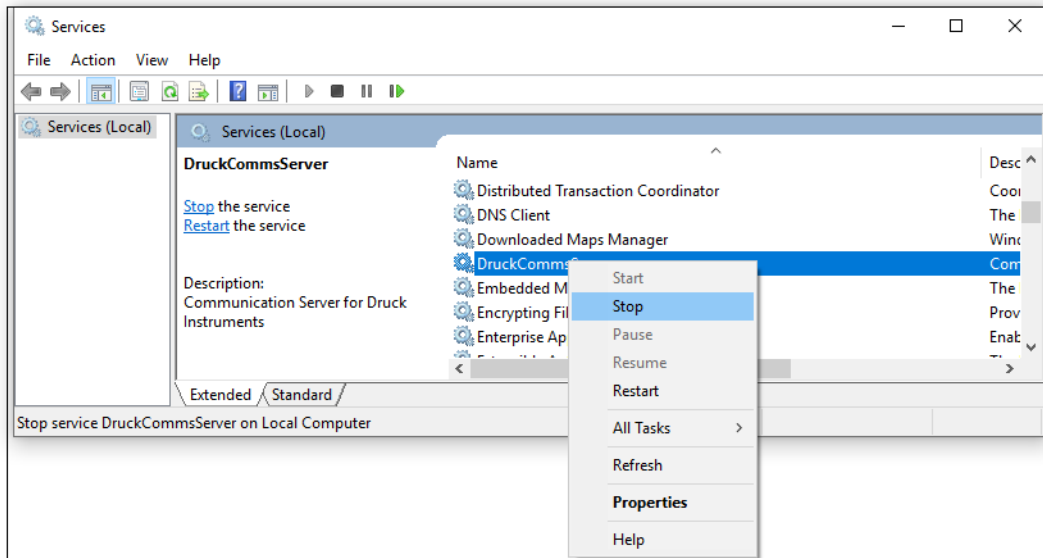 Services
File Action View Help
Services (Local)
Services (Local)
DruckCommsServer
Stop the service
Restart the service
Description:
Communication Server for Druck
Instruments
Name Desc
Distributed Transaction Coordinator Coor
DNS Client The
Downloaded Maps Manager Wind
DruckComms Com
Embedded M The
Encrypting Fil Prov
Enterprise Ap Enab
Start
Stop
Pause
Resume
Restart
All Tasks
Refresh
Properties
Help
Extended Standard
Stop service DruckCommsServer on Local Computer